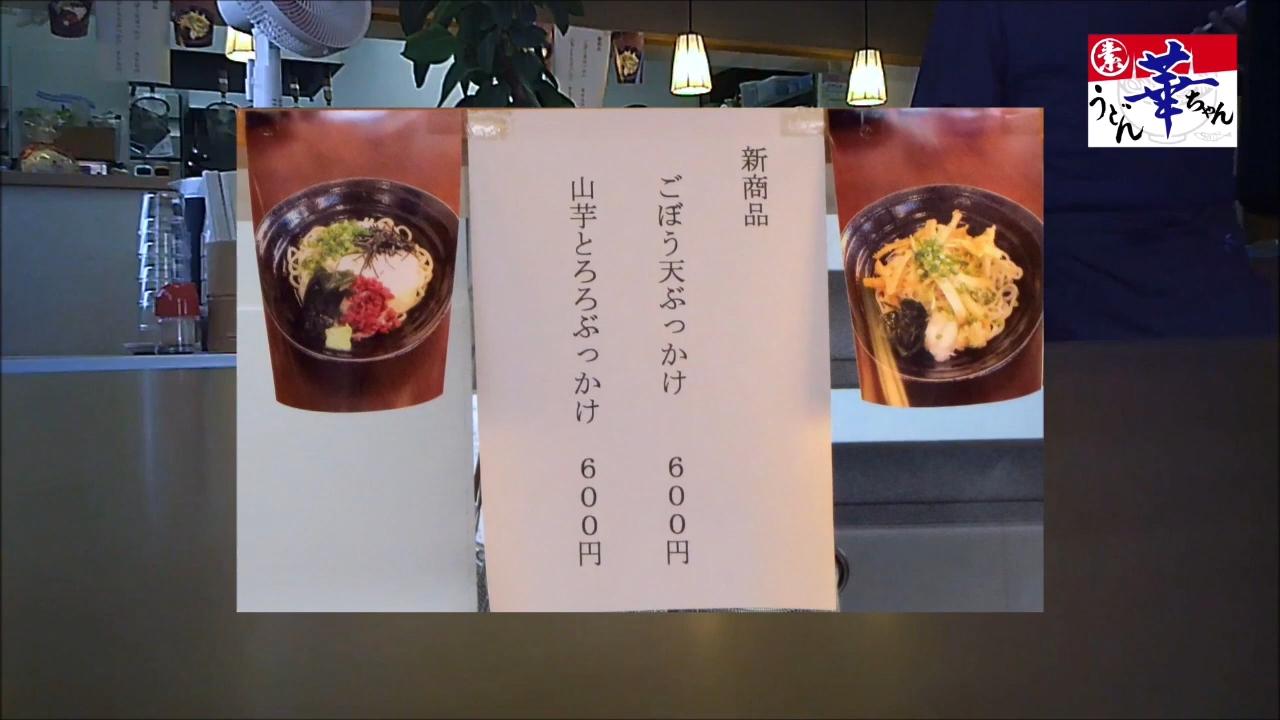 新商品
ごぼう天ぶっかけ 600円
山芋とろろぶっかけ 600円
素
うどん
華ちゃん